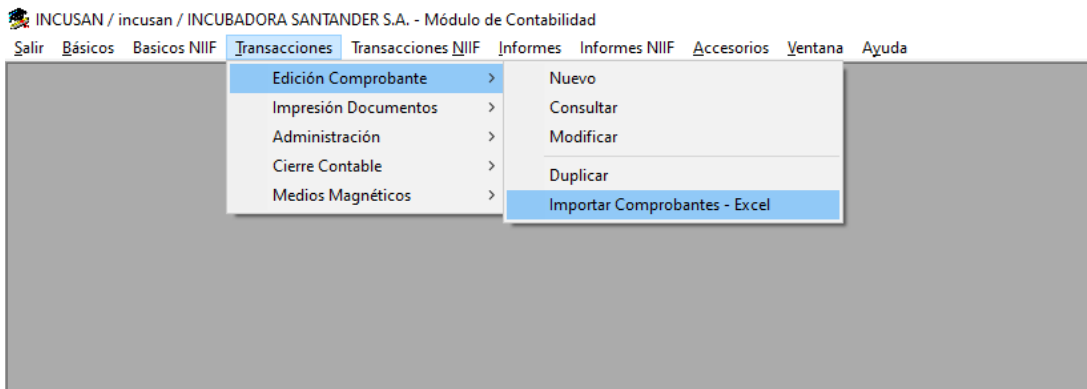 INCUSAN / incusan / INCUBADORA SANTANDER S.A. - Módulo de Contabilidad
Salir Básicos Basicos NIIF Transacciones Transacciones NIIF Informes Informes NIIF Accesorios Ventana Ayuda
Edición Comprobante > Nuevo
Impresión Documentos > Consultar
Administración > Modificar
Cierre Contable > Duplicar
Medios Magnéticos > Importar Comprobantes - Excel